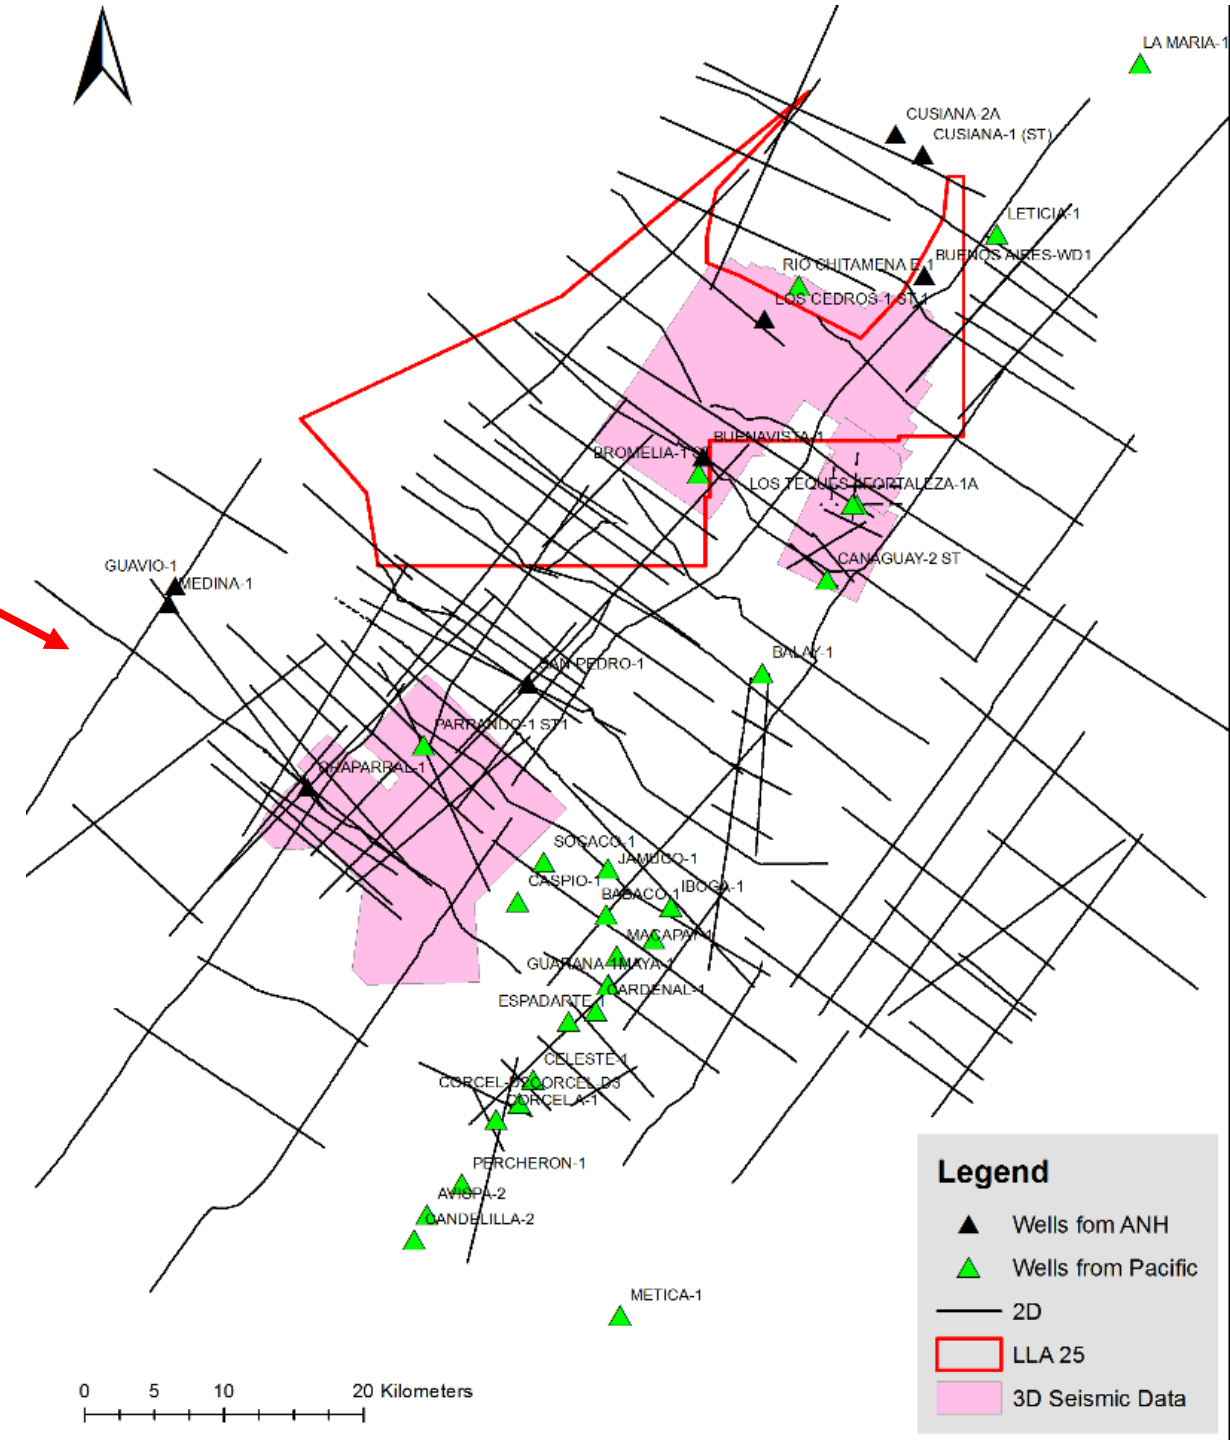 LA MARIA-1
CUSIANA-2A
CUSIANA-1 (ST)
LETICIA-1
BUENOS AIRES-WD1
RIO CHITAMENA E-1
LOS CEDROS-1 ST-1
BUENAVISTA-1
BROMELIA-1
LOS TEQUES
FORTALEZA-1A
CANAGUAY-2 ST
GUAVIO-1
MEDINA-1
SAN PEDRO-1
BALAY-1
PARRANDO-1 ST1
CHAPARRAL-1
SOGACO-1
JAMUCO-1
CASPIO-1
BABACO-1
IBOGA-1
MACAPAY-1
GUARANA-1
MAYA-1
CARDENAL-1
ESPADARTE-1
CELESTE-1
CORCEL-D2
CORCEL-D3
CORCELA-1
PERCHERON-1
AVISPA-2
CANDELILLA-2
METICA-1
Legend
Wells fom ANH
Wells from Pacific
2D
LLA 25
3D Seismic Data
0 5 10 20 Kilometers